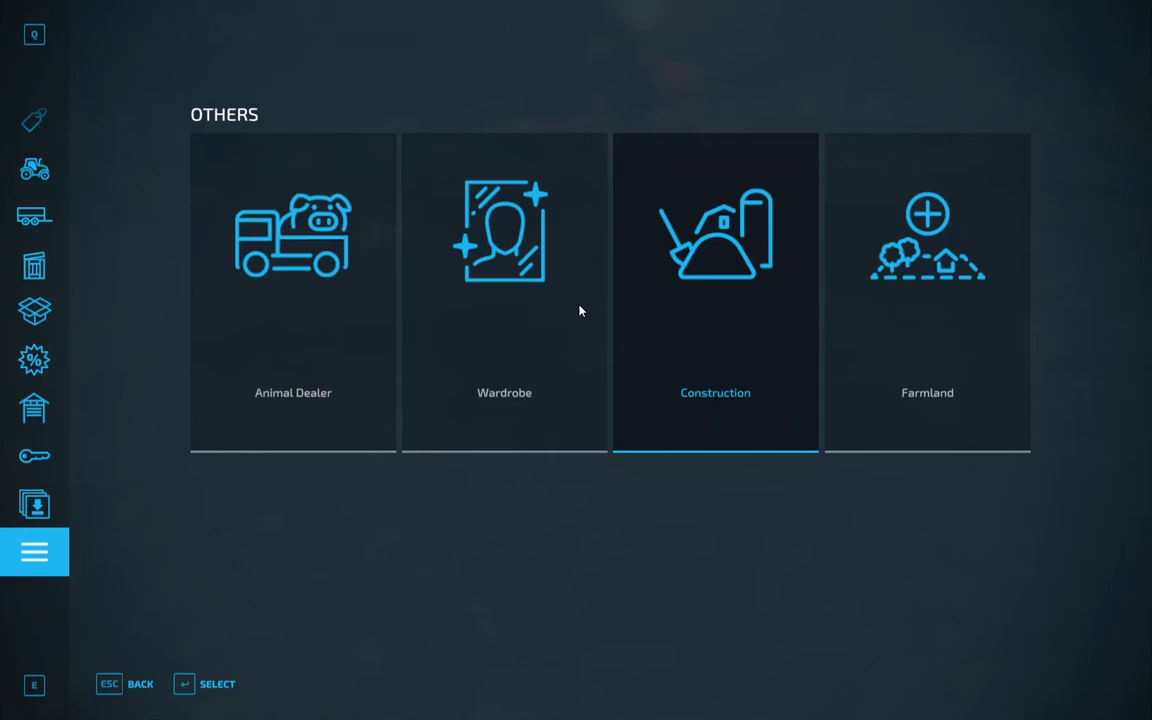 Q
OTHERS
%
Animal Dealer
Wardrobe
Construction
Farmland
E
ESC BACK
↵ SELECT